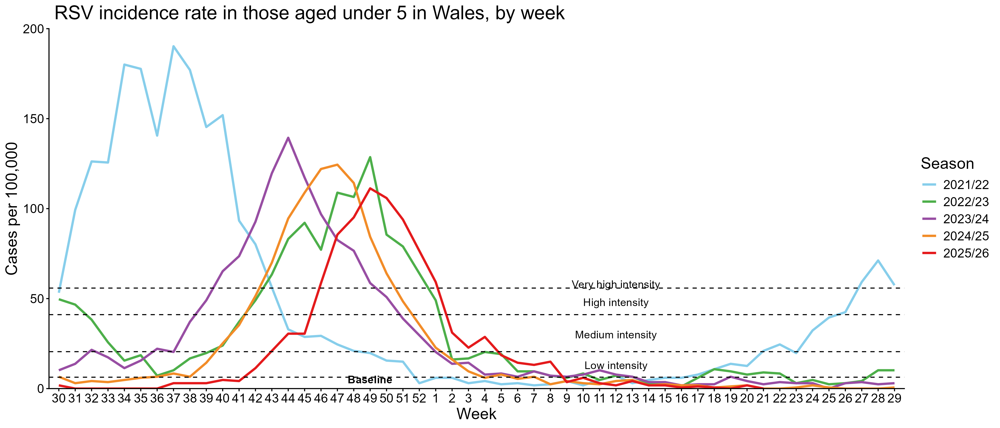 RSV incidence rate in those aged under 5 in Wales, by week
Cases per 100,000
200
150
100
50
0
Very high intensity
High intensity
Medium intensity
Low intensity
Baseline
30 31 32 33 34 35 36 37 38 39 40 41 42 43 44 45 46 47 48 49 50 51 52 1 2 3 4 5 6 7 8 9 10 11 12 13 14 15 16 17 18 19 20 21 22 23 24 25 26 27 28 29
Week
Season
2021/22
2022/23
2023/24
2024/25
2025/26